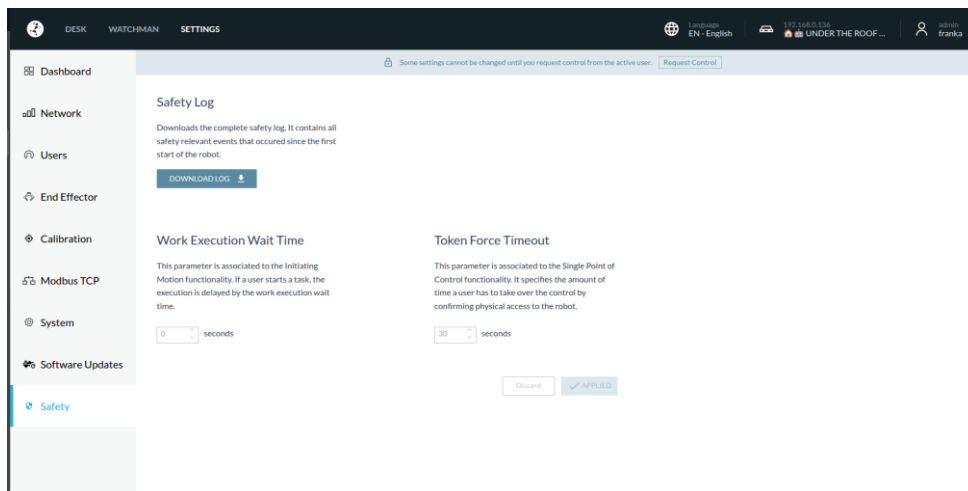 DESK WATCHMAN SETTINGS Language 192.168.0.136 admin
EN - English 🏠🤖 UNDER THE ROOF ... franka
Some settings cannot be changed until you request control from the active user. Request Control
Dashboard
Network
Users
End Effector
Calibration
Modbus TCP
System
Software Updates
Safety
Safety Log
Downloads the complete safety log. It contains all
safety relevant events that occured since the first
start of the robot.
DOWNLOAD LOG
Work Execution Wait Time
This parameter is associated to the Initiating
Motion functionality. If a user starts a task, the
execution is delayed by the work execution wait
time.
0 seconds
Token Force Timeout
This parameter is associated to the Single Point of
Control functionality. It specifies the amount of
time a user has to take over the control by
confirming physical access to the robot.
30 seconds
Discard APPLIED